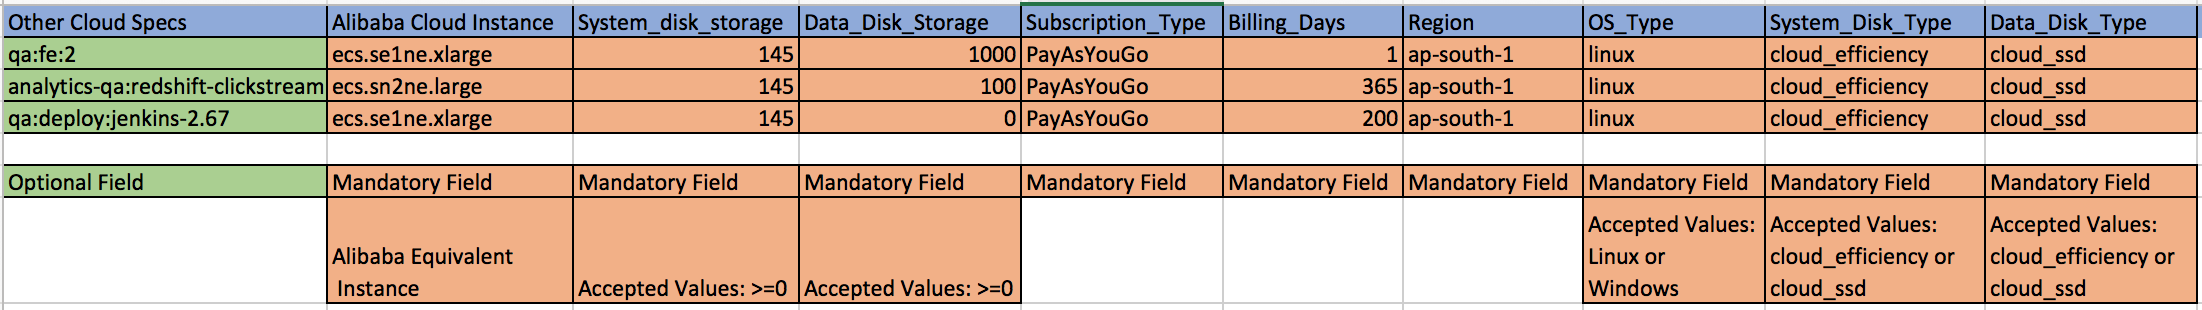 Other Cloud Specs Alibaba Cloud Instance System_disk_storage Data_Disk_Storage Subscription_Type Billing_Days Region OS_Type System_Disk_Type Data_Disk_Type
qa:fe:2 ecs.se1ne.xlarge 145 1000 PayAsYouGo 1 ap-south-1 linux cloud_efficiency cloud_ssd
analytics-qa:redshift-clickstream ecs.sn2ne.large 145 100 PayAsYouGo 365 ap-south-1 linux cloud_efficiency cloud_ssd
qa:deploy:jenkins-2.67 ecs.se1ne.xlarge 145 0 PayAsYouGo 200 ap-south-1 linux cloud_efficiency cloud_ssd
Optional Field Mandatory Field Mandatory Field Mandatory Field Mandatory Field Mandatory Field Mandatory Field Mandatory Field Mandatory Field Mandatory Field
Accepted Values: Accepted Values: Accepted Values:
Alibaba Equivalent Linux or cloud_efficiency or cloud_efficiency or
Instance Accepted Values: >=0 Accepted Values: >=0 Windows cloud_ssd cloud_ssd